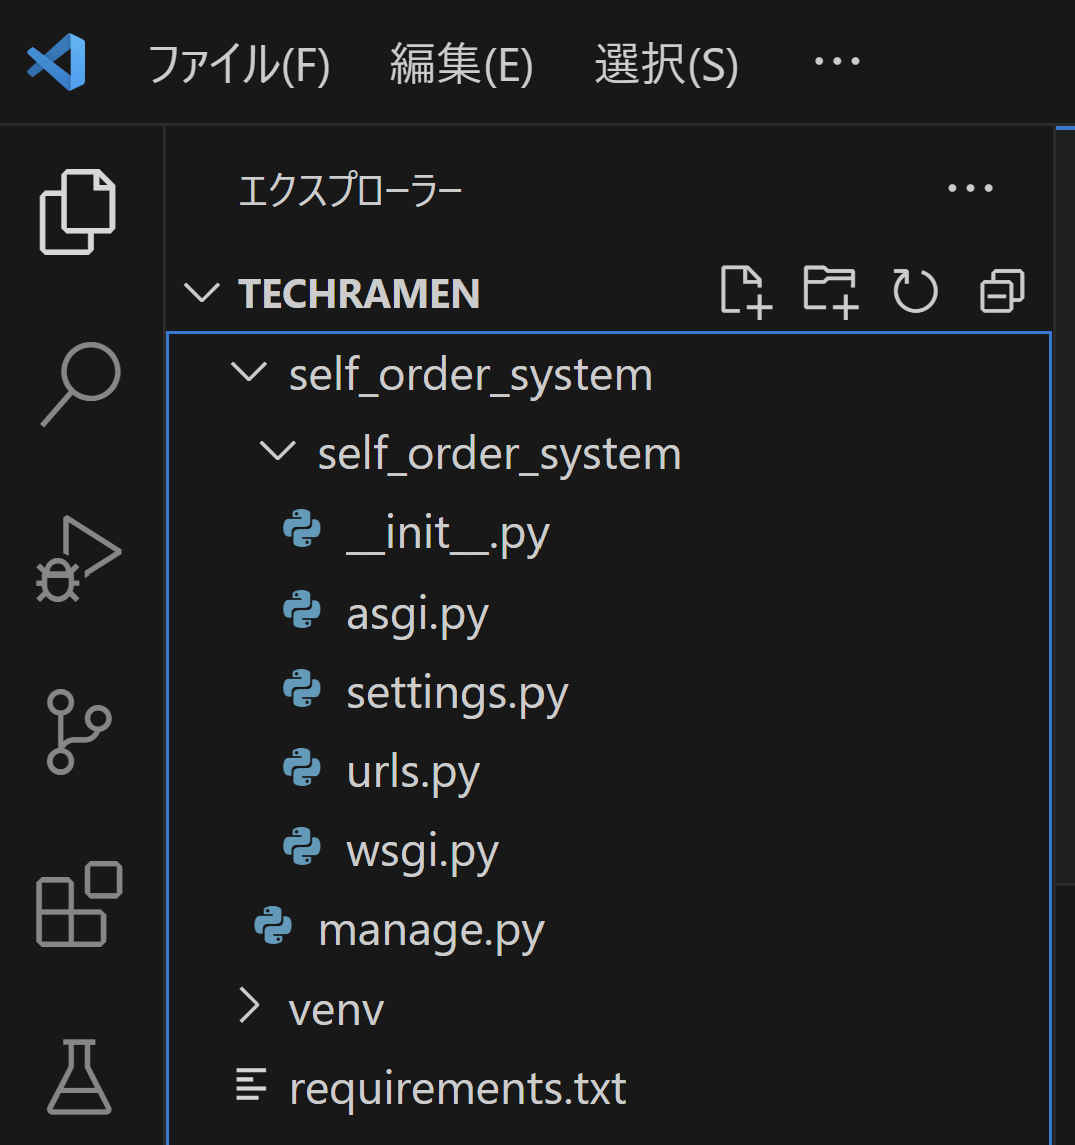 ファイル(F) 編集(E) 選択(S) ···
エクスプローラー ···
TECHRAMEN
self_order_system
self_order_system
__init__.py
asgi.py
settings.py
urls.py
wsgi.py
manage.py
venv
requirements.txt